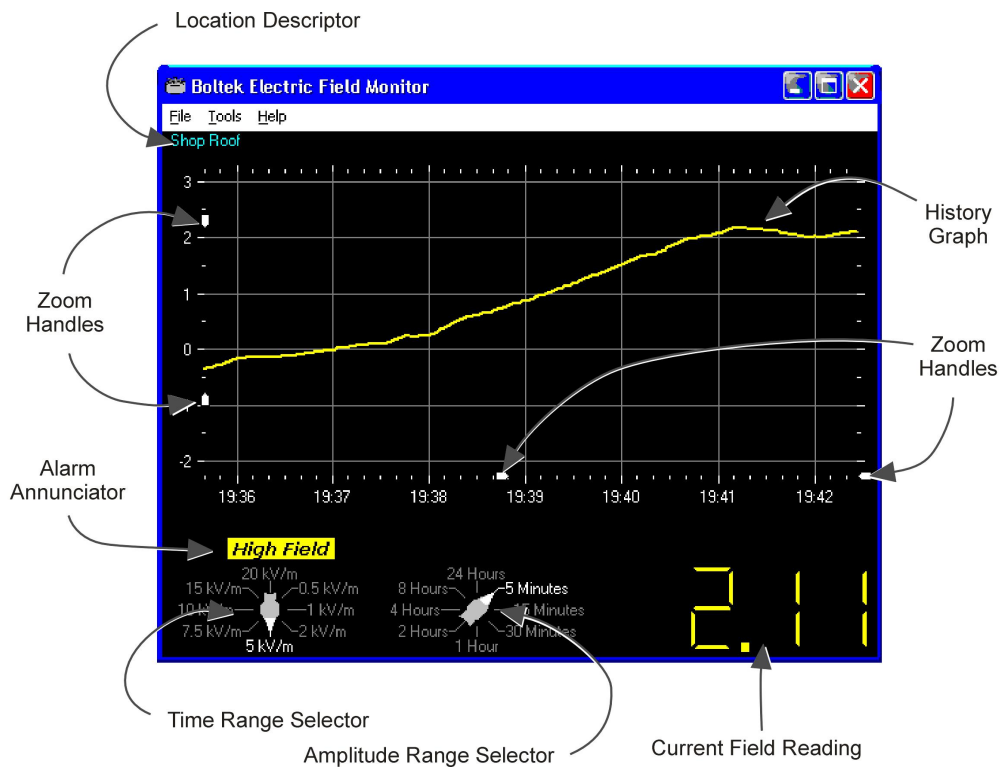 Location Descriptor
Boltek Electric Field Monitor
File Tools Help
Shop Roof
3
2
1
0
-2
19:36 19:37 19:38 19:39 19:40 19:41 19:42
History
Graph
Zoom
Handles
Zoom
Handles
Alarm
Annunciator
High Field
20 kV/m
15 kV/m
0.5 kV/m
10 kV/m
1 kV/m
7.5 kV/m
2 kV/m
5 kV/m
24 Hours
8 Hours
5 Minutes
4 Hours
15 Minutes
2 Hours
30 Minutes
1 Hour
2.11
Time Range Selector
Amplitude Range Selector
Current Field Reading